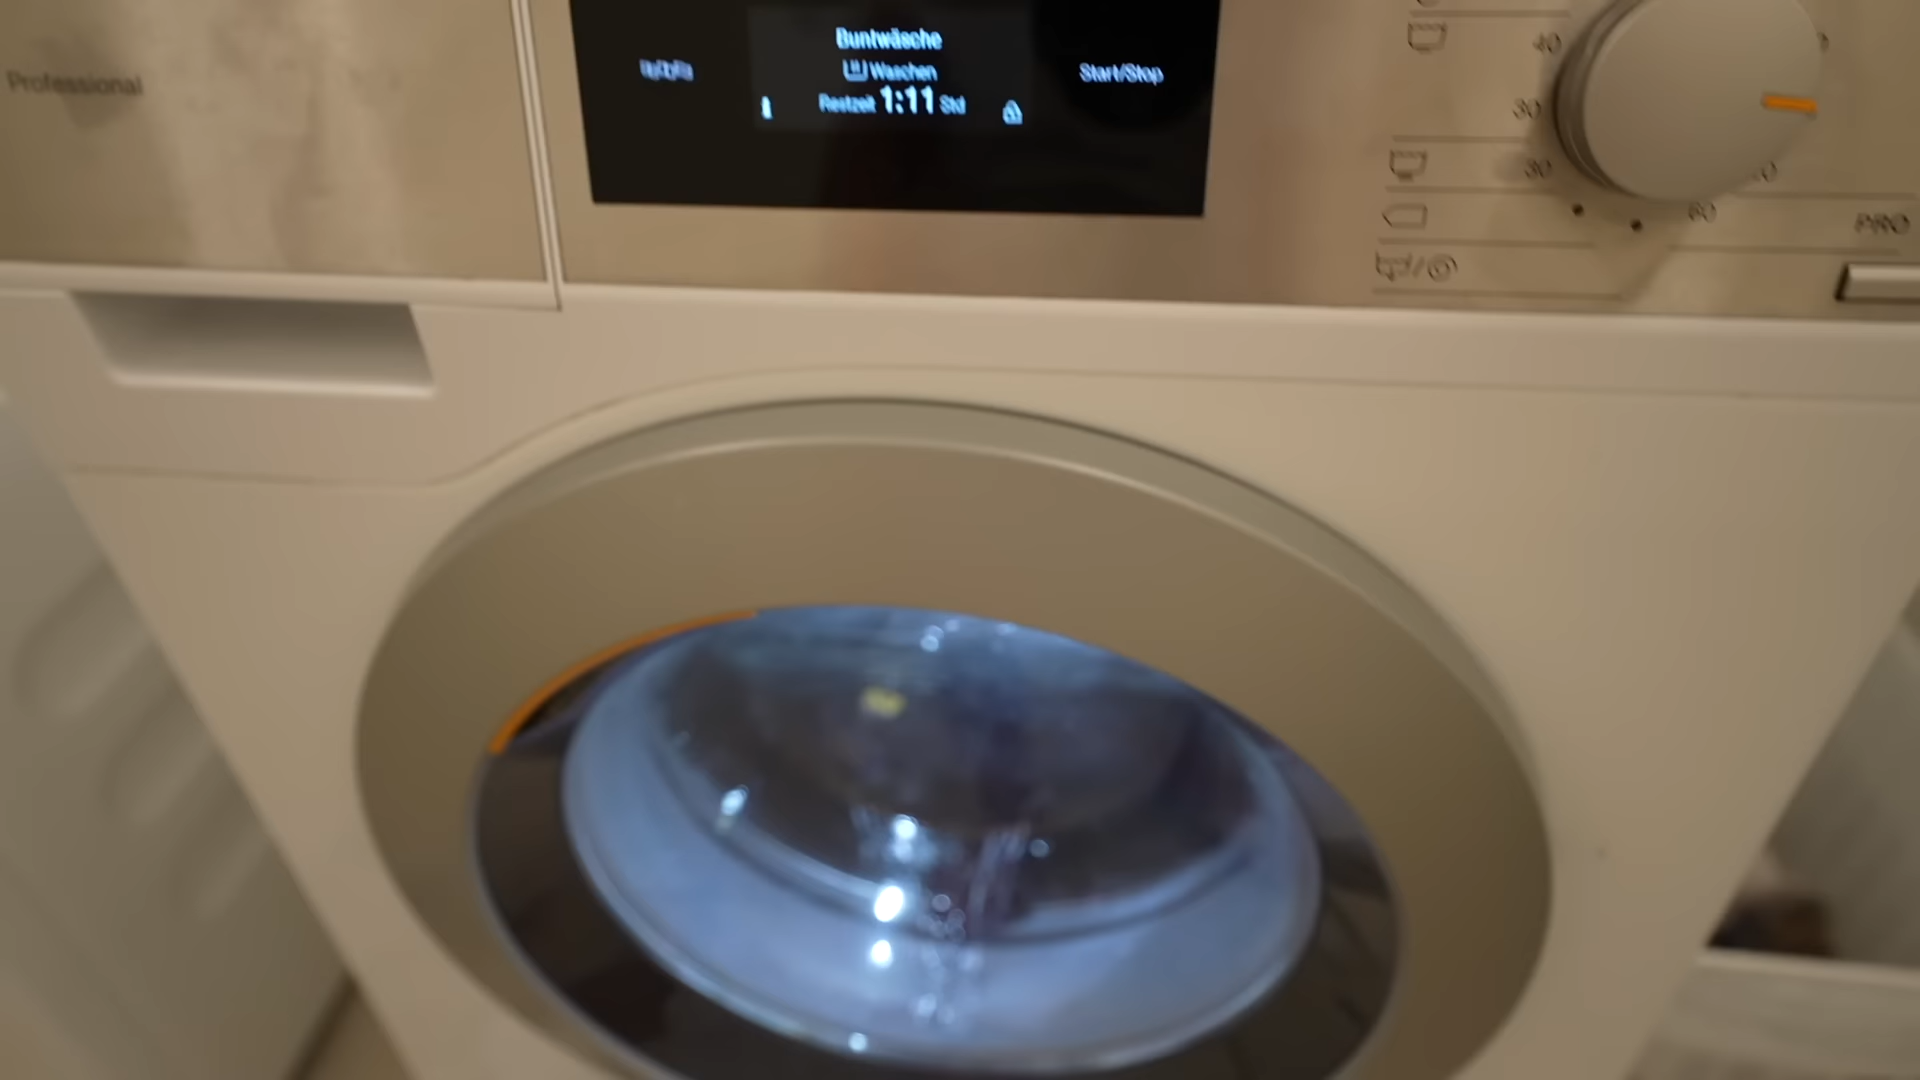 Professional
Buntwäsche
Waschen
Restzeit 1:11 Std
Start/Stop
40
30
30
60
PRO